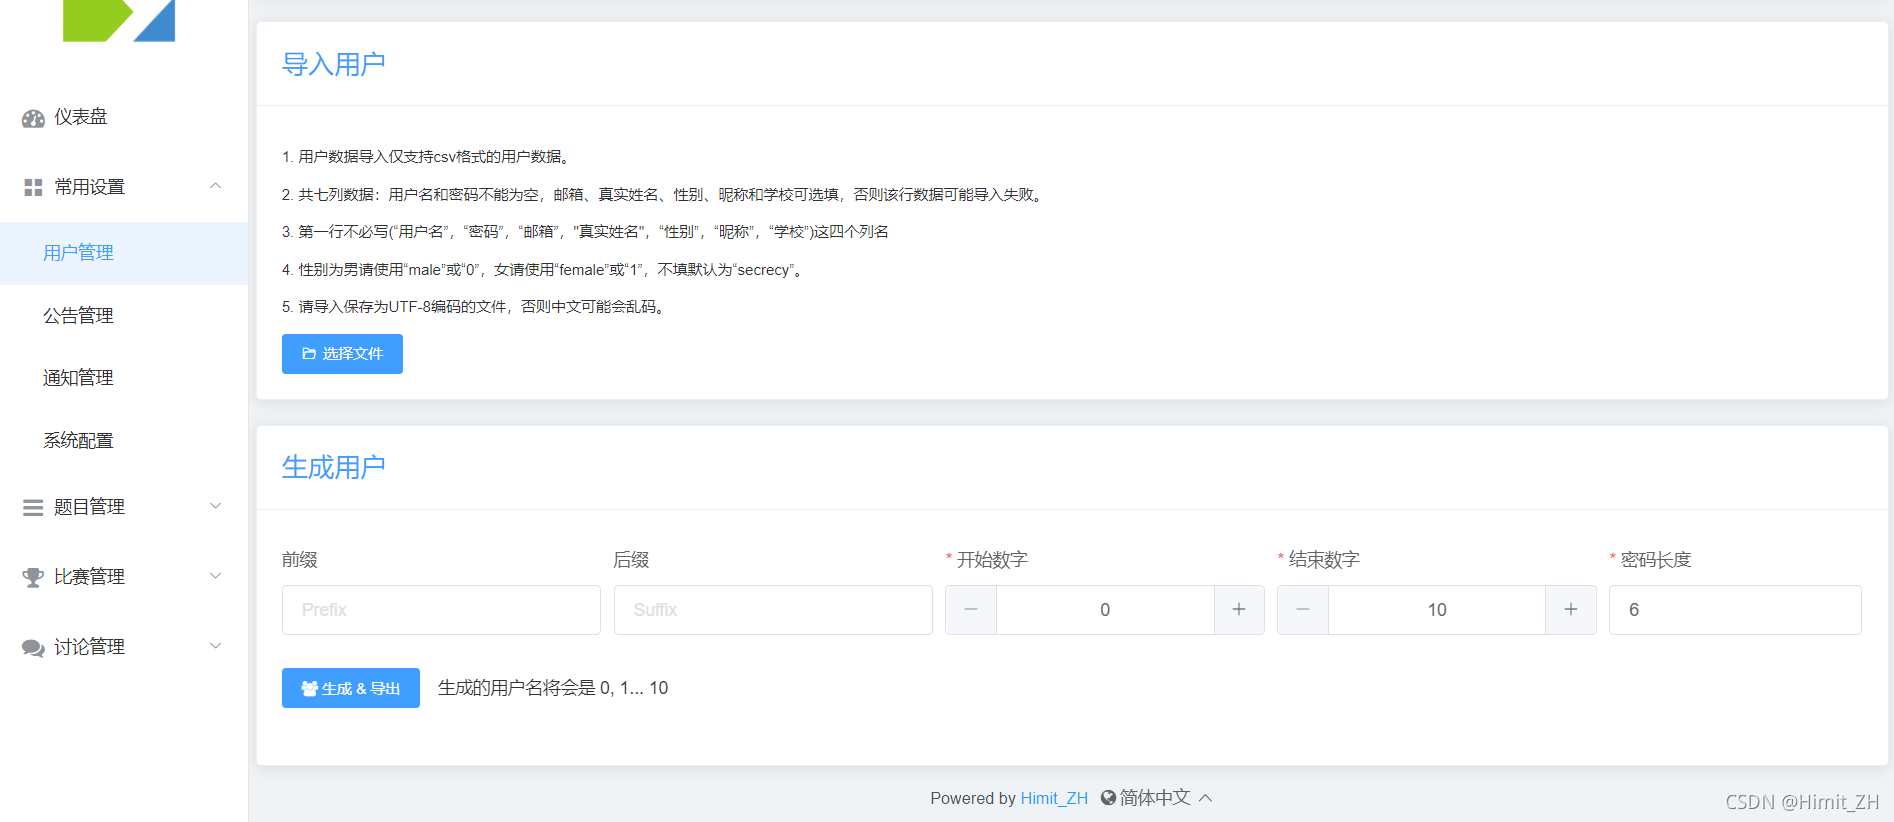 仪表盘
常用设置
用户管理
公告管理
通知管理
系统配置
题目管理
比赛管理
讨论管理
导入用户
1. 用户数据导入仅支持csv格式的用户数据。
2. 共七列数据：用户名和密码不能为空，邮箱、真实姓名、性别、昵称和学校可选填，否则该行数据可能导入失败。
3. 第一行不必写(“用户名”，“密码”，“邮箱”，"真实姓名"，“性别”，“昵称”，“学校”)这四个列名
4. 性别为男请使用“male”或“0”，女请使用“female”或“1”，不填默认为“secrecy”。
5. 请导入保存为UTF-8编码的文件，否则中文可能会乱码。
选择文件
生成用户
前缀 后缀 * 开始数字 * 结束数字 * 密码长度
Prefix Suffix 0 10 6
生成 & 导出 生成的用户名将会是 0, 1... 10
Powered by Himit_ZH 简体中文
CSDN @Himit_ZH